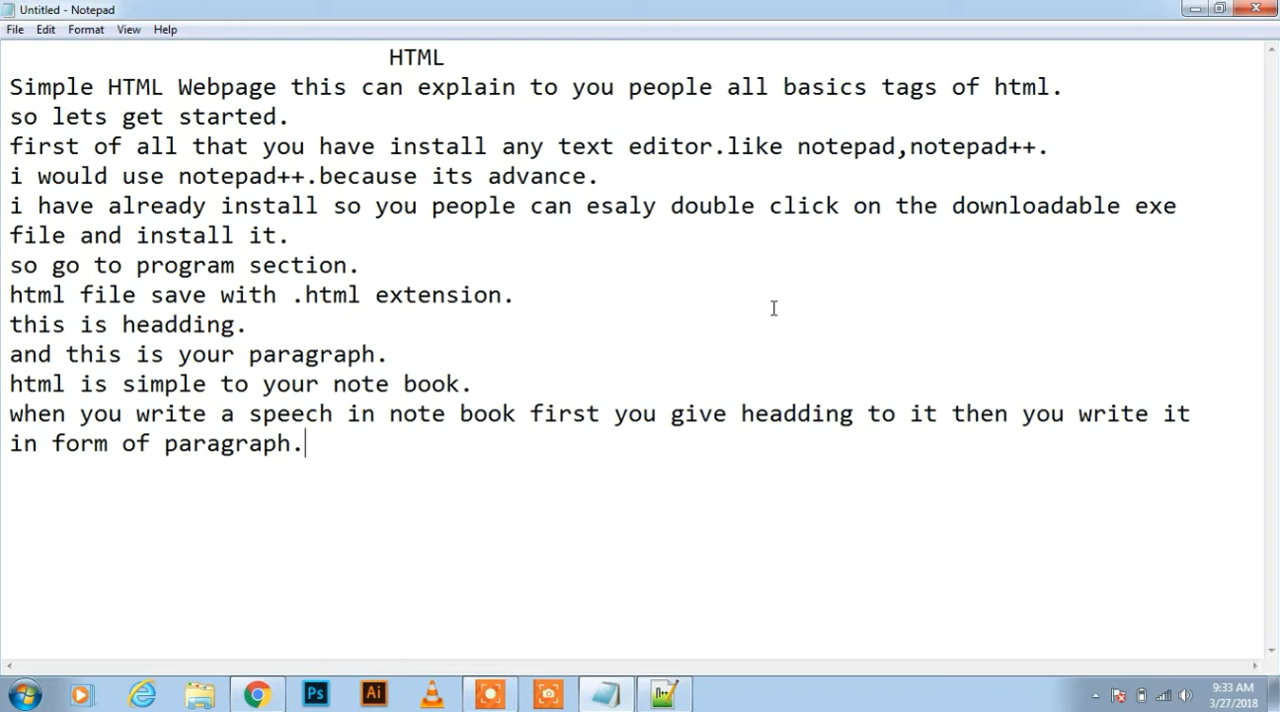 Untitled - Notepad
File Edit Format View Help
HTML
Simple HTML Webpage this can explain to you people all basics tags of html.
so lets get started.
first of all that you have install any text editor.like notepad,notepad++.
i would use notepad++.because its advance.
i have already install so you people can esaly double click on the downloadable exe
file and install it.
so go to program section.
html file save with .html extension.
this is headding.
and this is your paragraph.
html is simple to your note book.
when you write a speech in note book first you give headding to it then you write it
in form of paragraph.
Ps Ai
9:33 AM
3/27/2018